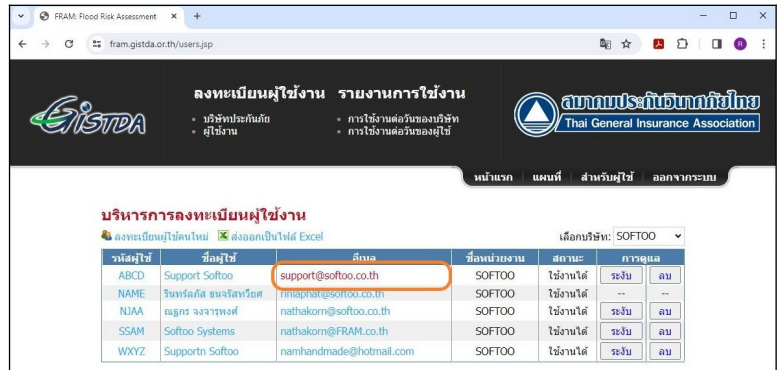 FRAM: Flood Risk Assessment
fram.gistda.or.th/users.jsp
GISTDA
ลงทะเบียนผู้ใช้งาน รายงานการใช้งาน
บริษัทประกันภัย การใช้งานต่อวันของบริษัท
ผู้ใช้งาน การใช้งานต่อวันของผู้ใช้
สมาคมประกันวินาศภัยไทย
Thai General Insurance Association
หน้าแรก แผนที่ สำหรับผู้ใช้ ออกจากระบบ
บริหารการลงทะเบียนผู้ใช้งาน
ลงทะเบียนผู้ใช้คนใหม่ ส่งออกเป็นไฟล์ Excel เลือกบริษัท: SOFTOO
รหัสผู้ใช้ ชื่อผู้ใช้ อีเมล ชื่อหน่วยงาน สถานะ การดูแล
ABCD Support Softoo support@softoo.co.th SOFTOO ใช้งานได้ ระงับ ลบ
NAME rinlaphat@softoo.co.th SOFTOO ใช้งานได้ -- --
NJAA ณฐกร จงจารุพงศ์ nathakorn@softoo.co.th SOFTOO ใช้งานได้ ระงับ ลบ
SSAM Softoo Systems nathakorn@FRAM.co.th SOFTOO ใช้งานได้ ระงับ ลบ
WXYZ Supportn Softoo namhandmade@hotmail.com SOFTOO ใช้งานได้ ระงับ ลบ